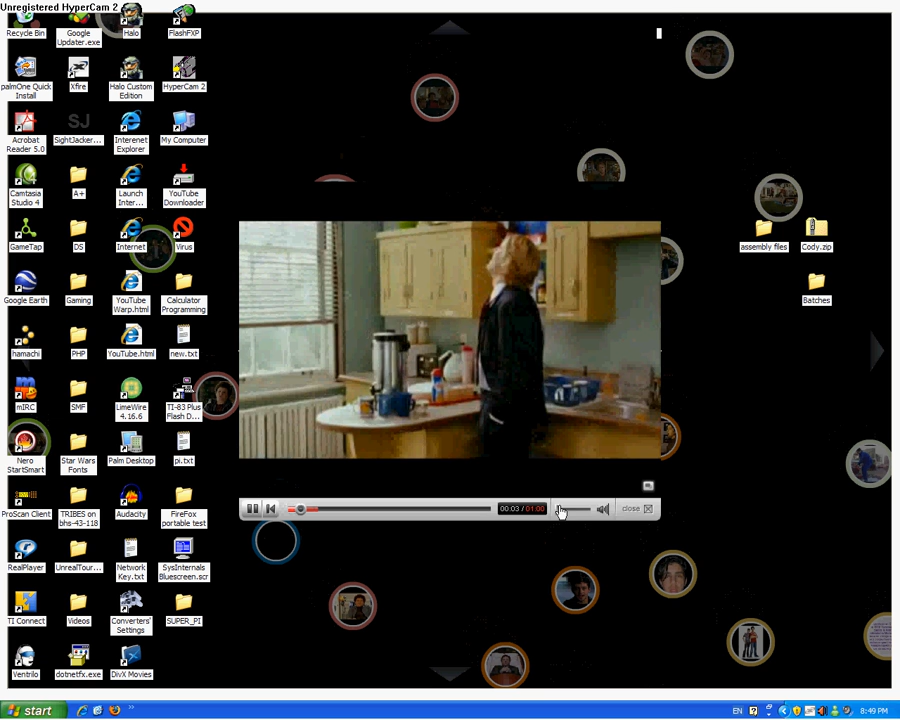 Unregistered HyperCam 2
Recycle Bin
Google Updater.exe
Halo
FlashFXP
palmOne Quick Install
Xfire
Halo Custom Edition
HyperCam 2
Acrobat Reader 5.0
SJ
SightJacker...
Interenet Explorer
My Computer
Camtasia Studio 4
A+
Launch Inter...
YouTube Downloader
GameTap
DS
Internet
Virus
assembly files
Cody.zip
Google Earth
Gaming
YouTube Warp.html
Calculator Programming
Batches
hamachi
PHP
YouTube.html
new.txt
mIRC
SMF
LimeWire 4.16.6
TI-83 Plus Flash D...
Nero StartSmart
Star Wars Fonts
Palm Desktop
pi.txt
ProScan Client
TRIBES on bhs-43-118
Audacity
FireFox portable test
00:03 / 01:00
close
RealPlayer
UnrealTour...
Network Key.txt
SysInternals Bluescreen.scr
TI Connect
Videos
Converters' Settings
SUPER_PI
Ventrilo
dotnetfx.exe
DivX Movies
start
EN
8:49 PM